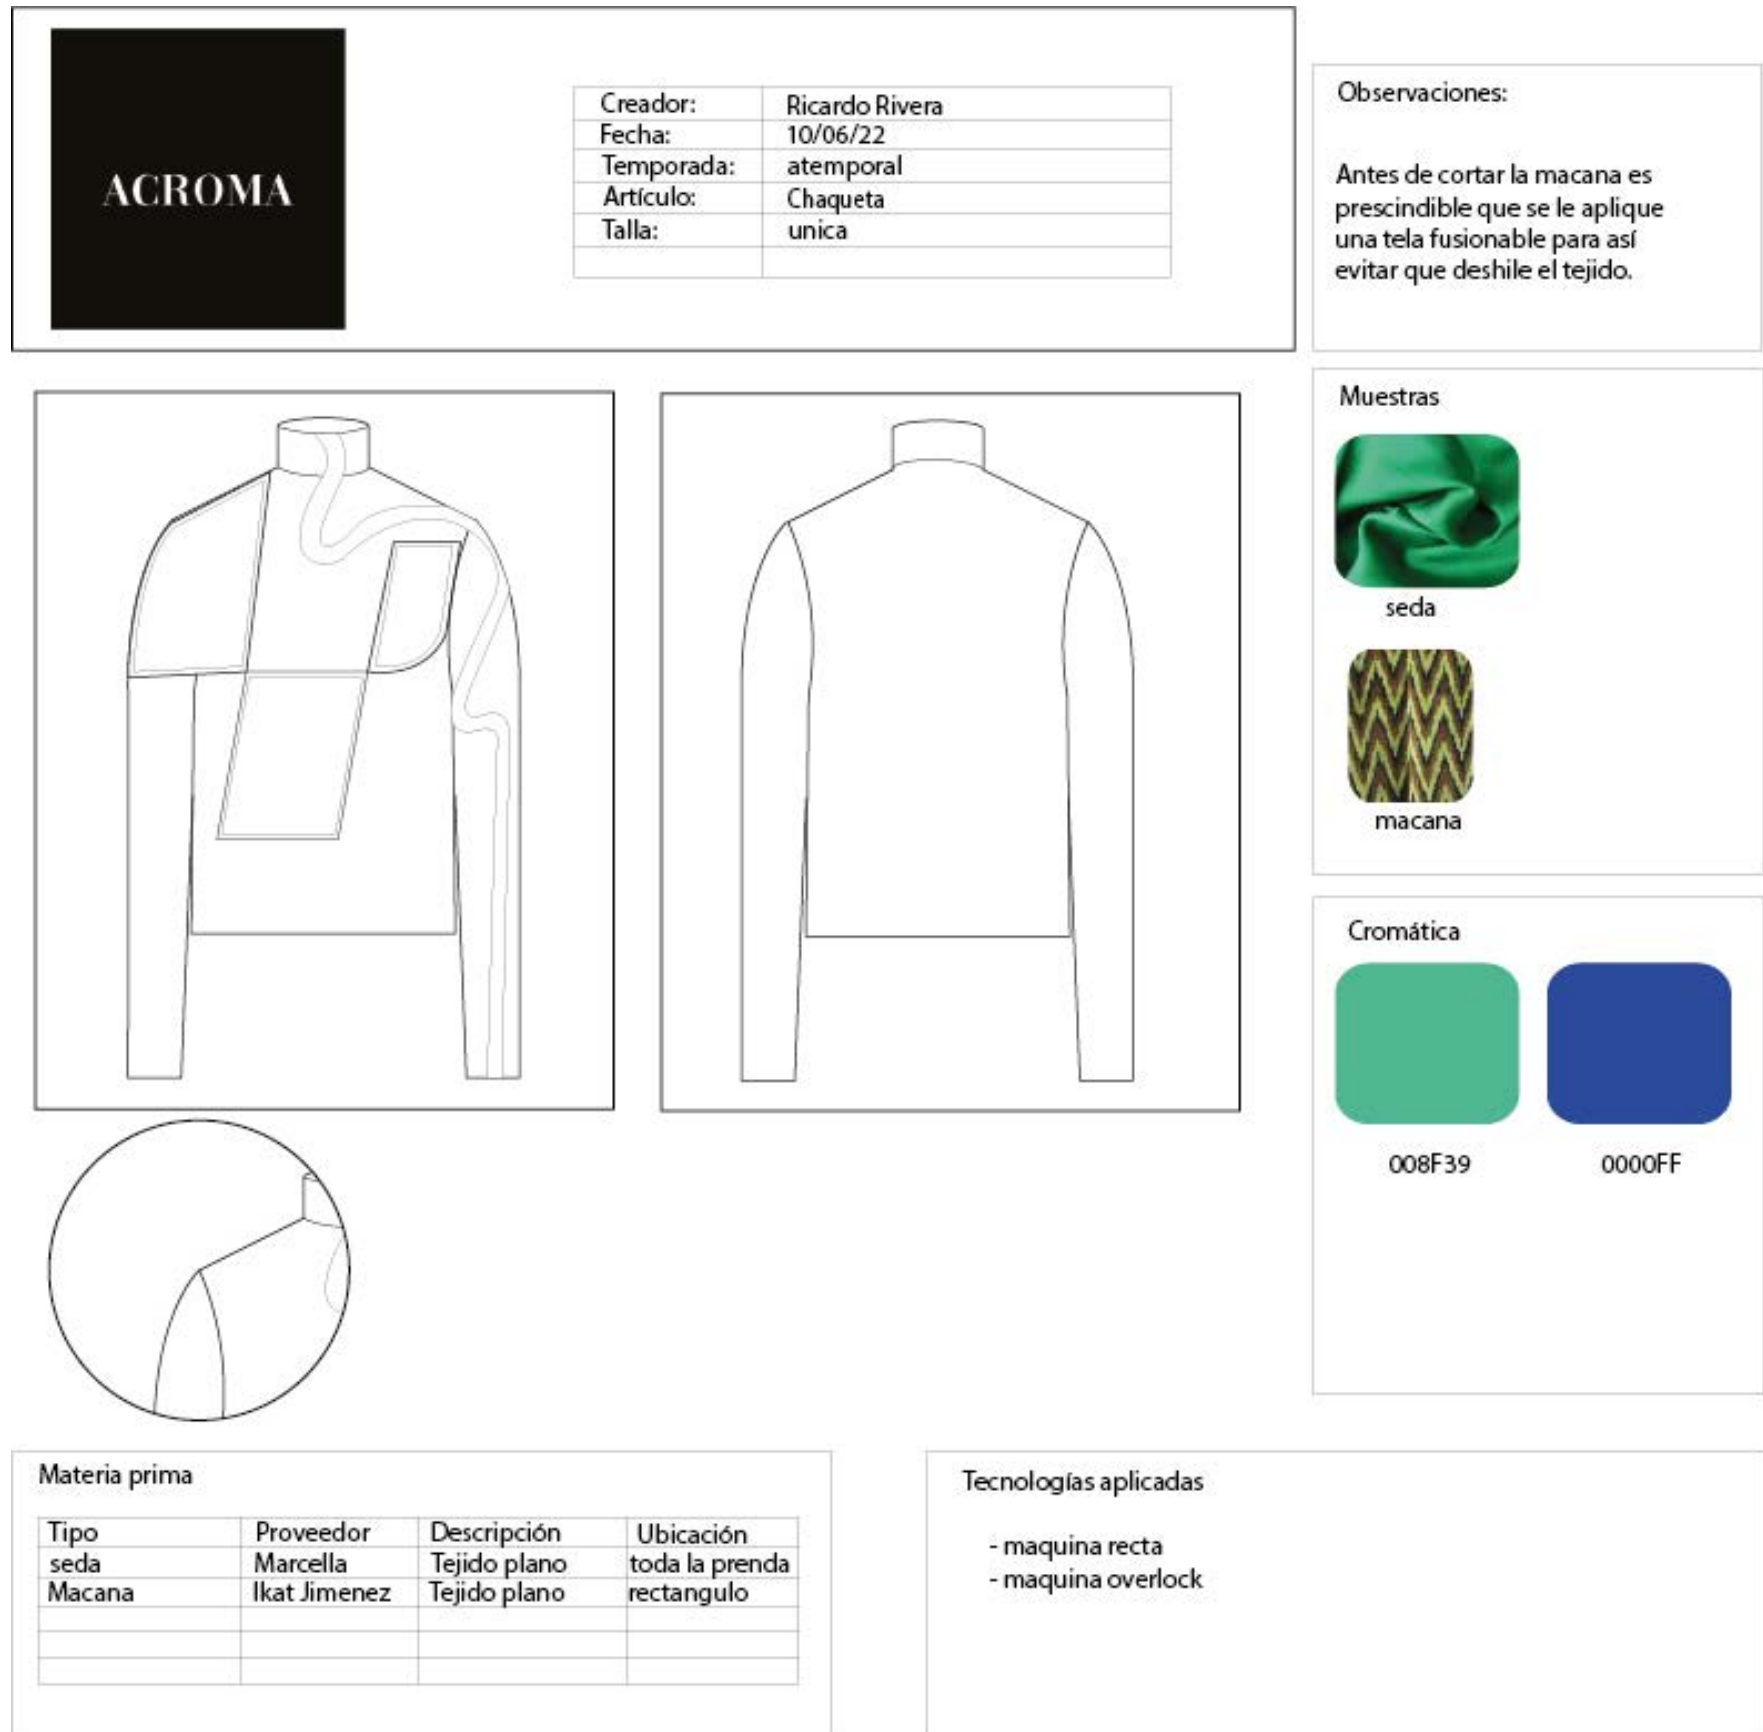 ACROMA
Creador: Ricardo Rivera
Fecha: 10/06/22
Temporada: atemporal
Artículo: Chaqueta
Talla: unica
Observaciones:
Antes de cortar la macana es
prescindible que se le aplique
una tela fusionable para así
evitar que deshile el tejido.
Muestras
seda
macana
Cromática
008F39 0000FF
Materia prima
Tipo Proveedor Descripción Ubicación
seda Marcella Tejido plano toda la prenda
Macana Ikat Jimenez Tejido plano rectangulo
Tecnologías aplicadas
- maquina recta
- maquina overlock